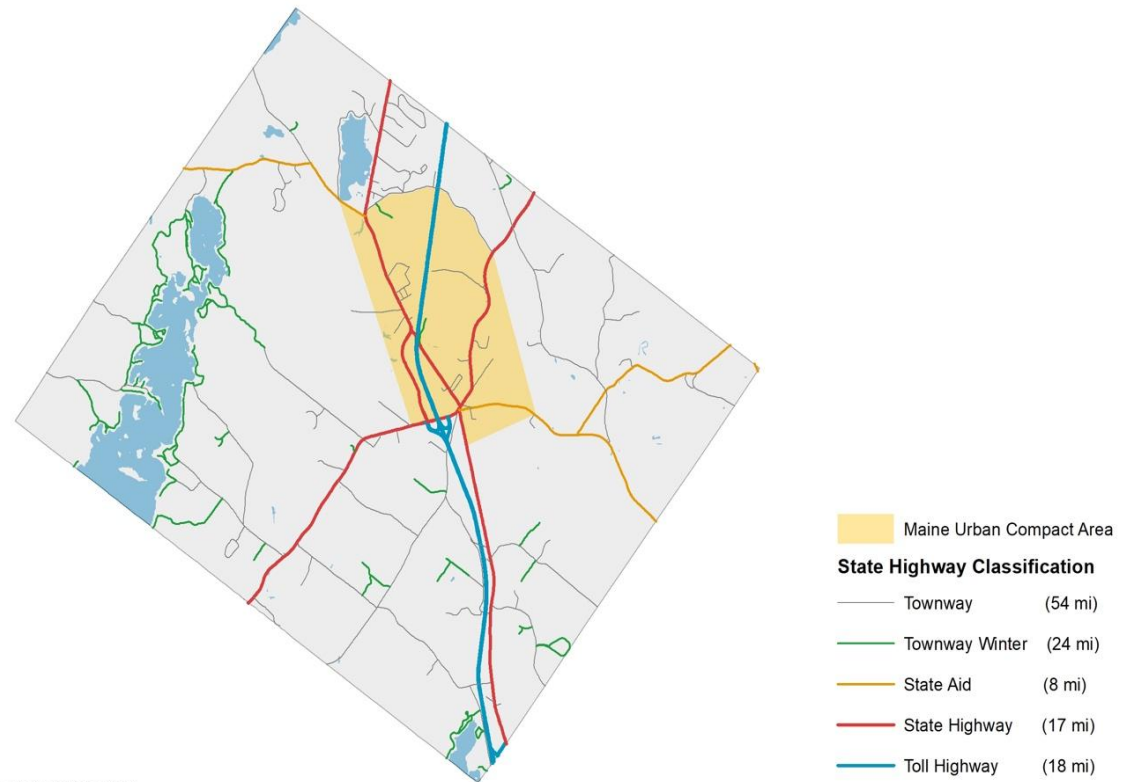 Maine Urban Compact Area
State Highway Classification
Townway (54 mi)
Townway Winter (24 mi)
State Aid (8 mi)
State Highway (17 mi)
Toll Highway (18 mi)